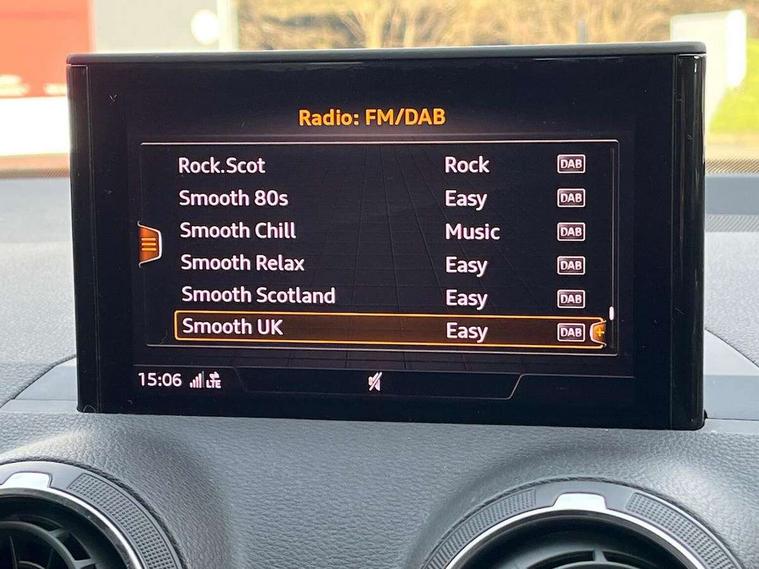 Radio: FM/DAB
Rock.Scot Rock DAB
Smooth 80s Easy DAB
Smooth Chill Music DAB
Smooth Relax Easy DAB
Smooth Scotland Easy DAB
Smooth UK Easy DAB
15:06 LTE